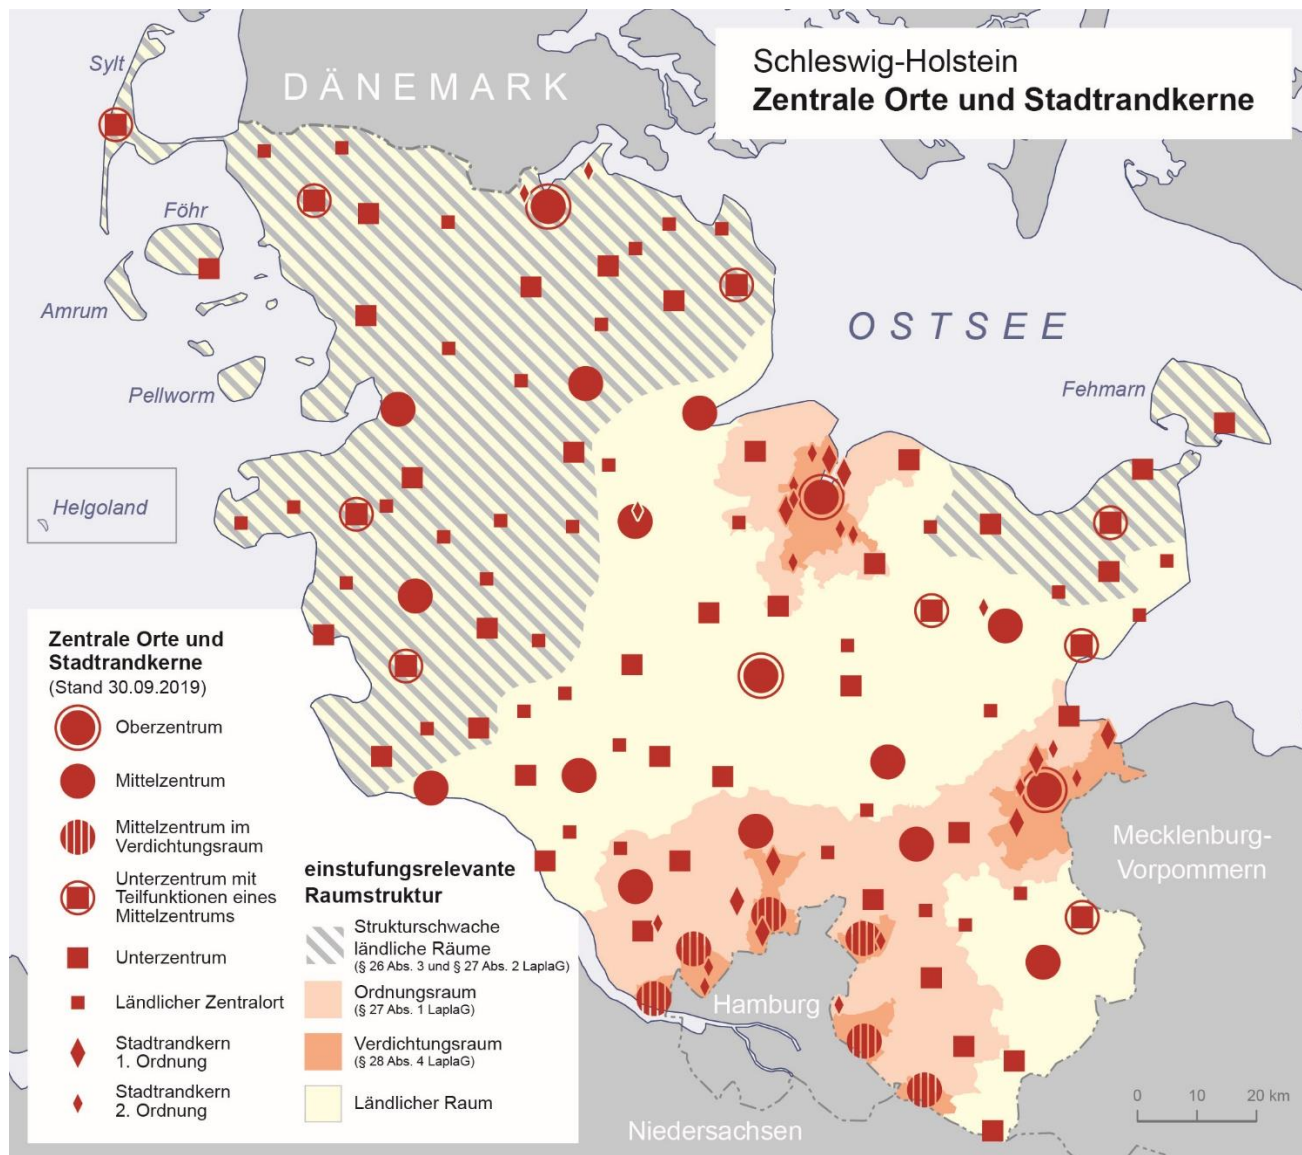 Schleswig-Holstein
Zentrale Orte und Stadtrandkerne
Sylt
DÄNEMARK
Föhr
Amrum
OSTSEE
Pellworm
Fehmarn
Helgoland
Zentrale Orte und
Stadtrandkerne
(Stand 30.09.2019)
Oberzentrum
Mittelzentrum
Mittelzentrum im
Verdichtungsraum
Unterzentrum mit
Teilfunktionen eines
Mittelzentrums
Unterzentrum
Ländlicher Zentralort
Stadtrandkern
1. Ordnung
Stadtrandkern
2. Ordnung
einstufungsrelevante
Raumstruktur
Strukturschwache
ländliche Räume
(§ 26 Abs. 3 und § 27 Abs. 2 LaplaG)
Ordnungsraum
(§ 27 Abs. 1 LaplaG)
Verdichtungsraum
(§ 28 Abs. 4 LaplaG)
Ländlicher Raum
Mecklenburg-
Vorpommern
Hamburg
Niedersachsen
0 10 20 km